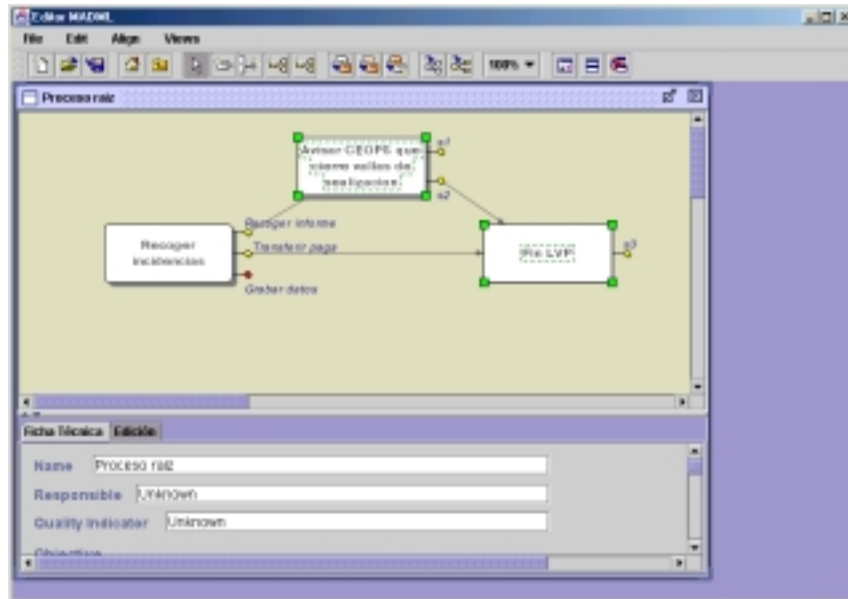 Editor MADML
File Edit Align Views
100%
Proceso raiz
Avisar CEOPS que
cierre vallas de
s1
s2
Recoger informe
Recoger
incidencias
Transferir pago
Fin LVP
s3
Grabar datos
Ficha Técnica Edición
Name Proceso raiz
Responsible Unknown
Quality Indicator Unknown
Objective